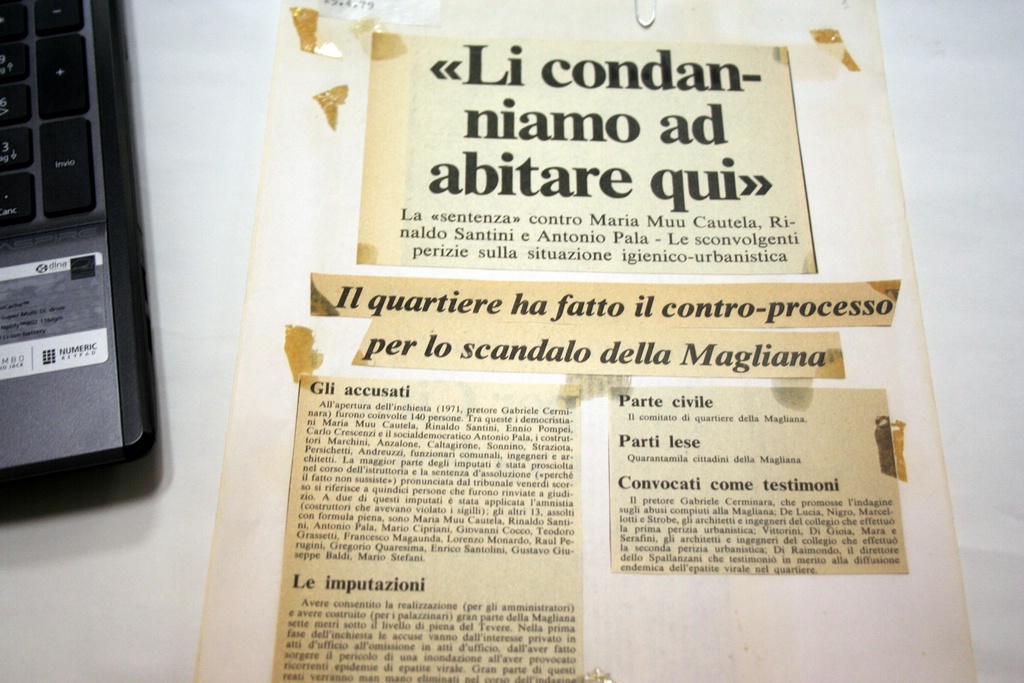 «Li condan-
niamo ad
abitare qui»
La «sentenza» contro Maria Muu Cautela, Ri-
naldo Santini e Antonio Pala - Le sconvolgenti
perizie sulla situazione igienico-urbanistica
Il quartiere ha fatto il contro-processo
per lo scandalo della Magliana
Gli accusati
All'apertura dell'inchiesta (1971, pretore Gabriele Cermi-
nara) furono coinvolte 140 persone. Tra queste i democristia-
ni Maria Muu Cautela, Rinaldo Santini, Ennio Pompei,
Carlo Crescenzi e il socialdemocratico Antonio Pala, i costrut-
tori Marchini, Anzalone, Caltagirone, Sonnino, Straziota,
Persichetti, Andreuzzi, funzionari comunali, ingegneri e ar-
chitetti. La maggior parte degli imputati è stata prosciolta
nel corso dell'istruttoria e la sentenza d'assoluzione («perchè
il fatto non sussiste») pronunciata dal tribunale venerdì scor-
so si riferisce a quindici persone che furono rinviate a giudi-
zio. A due di questi imputati è stata applicata l'amnistia
(costruttori che avevano violato i sigilli); gli altri 13, assolti
con formula piena, sono Maria Muu Cautela, Rinaldo Santi-
ni, Antonio Pala, Mario Cipriani, Giovanni Cocco, Teodoro
Grassetti, Francesco Magaunda, Lorenzo Monardo, Raul Pe-
rugini, Gregorio Quaresima, Enrico Santolini, Gustavo Giu-
seppe Baldi, Mario Stefani.
Le imputazioni
Avere consentito la realizzazione (per gli amministratori)
e avere costruito (per i palazzinari) gran parte della Magliana
sette metri sotto il livello di piena del Tevere. Nella prima
fase dell'inchiesta le accuse vanno dall'interesse privato in
atti d'ufficio all'omissione in atti d'ufficio, dall'aver fatto
sorgere il pericolo di una inondazione all'aver provocato
ricorrenti epidemie di epatite virale. Gran parte di questi
reati verranno man mano eliminati nel corso dell'indagine
Parte civile
Il comitato di quartiere della Magliana.
Parti lese
Quarantamila cittadini della Magliana
Convocati come testimoni
Il pretore Gabriele Cerminara, che promosse l'indagine
sugli abusi compiuti alla Magliana; De Lucia, Nigro, Marcel-
lotti e Strobe, gli architetti e ingegneri del collegio che effettuò
la prima perizia urbanistica; Vittorini, Di Gioia, Mara e
Serafini, gli architetti e ingegneri del collegio che effettuò
la seconda perizia urbanistica; Di Raimondo, il direttore
dello Spallanzani che testimoniò in merito alla diffusione
endemica dell'epatite virale nel quartiere.
+
Invio
Canc
NUMERIC
KEYPAD